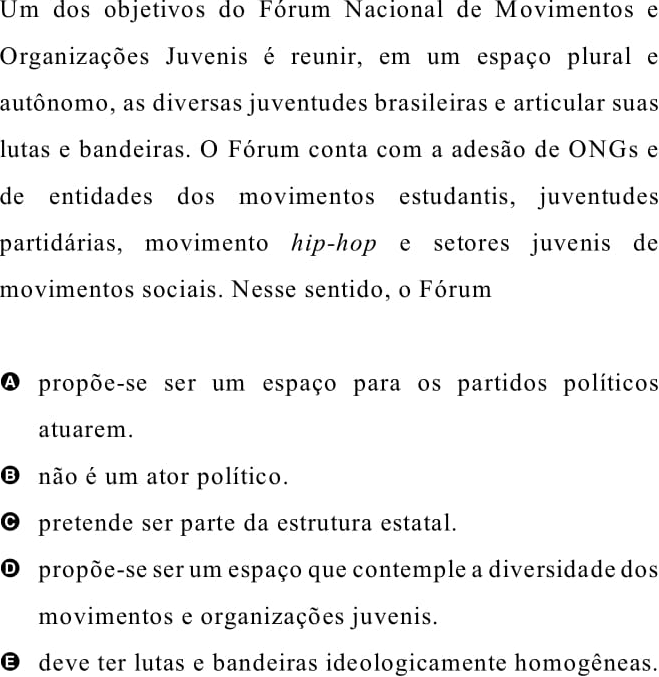 Um dos objetivos do Fórum Nacional de Movimentos e
Organizações Juvenis é reunir, em um espaço plural e
autônomo, as diversas juventudes brasileiras e articular suas
lutas e bandeiras. O Fórum conta com a adesão de ONGs e
de entidades dos movimentos estudantis, juventudes
partidárias, movimento hip-hop e setores juvenis de
movimentos sociais. Nesse sentido, o Fórum
A propõe-se ser um espaço para os partidos políticos
atuarem.
B não é um ator político.
C pretende ser parte da estrutura estatal.
D propõe-se ser um espaço que contemple a diversidade dos
movimentos e organizações juvenis.
E deve ter lutas e bandeiras ideologicamente homogêneas.